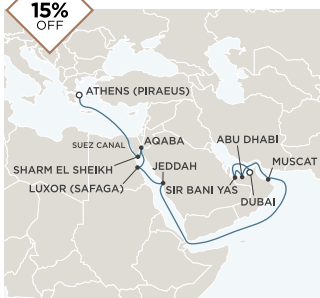 15%
OFF
ATHENS (PIRAEUS)
SUEZ CANAL
AQABA
SHARM EL SHEIKH
LUXOR (SAFAGA)
JEDDAH
SIR BANI YAS
ABU DHABI
MUSCAT
DUBAI